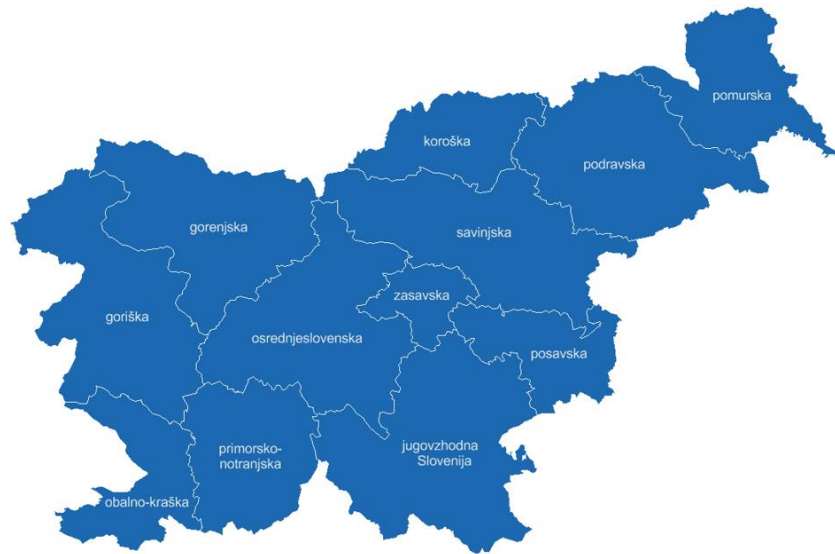 pomurska
koroška
podravska
gorenjska
savinjska
zasavska
goriška
osrednjeslovenska
posavska
primorsko-
notranjska
jugovzhodna
Slovenija
obalno-kraška